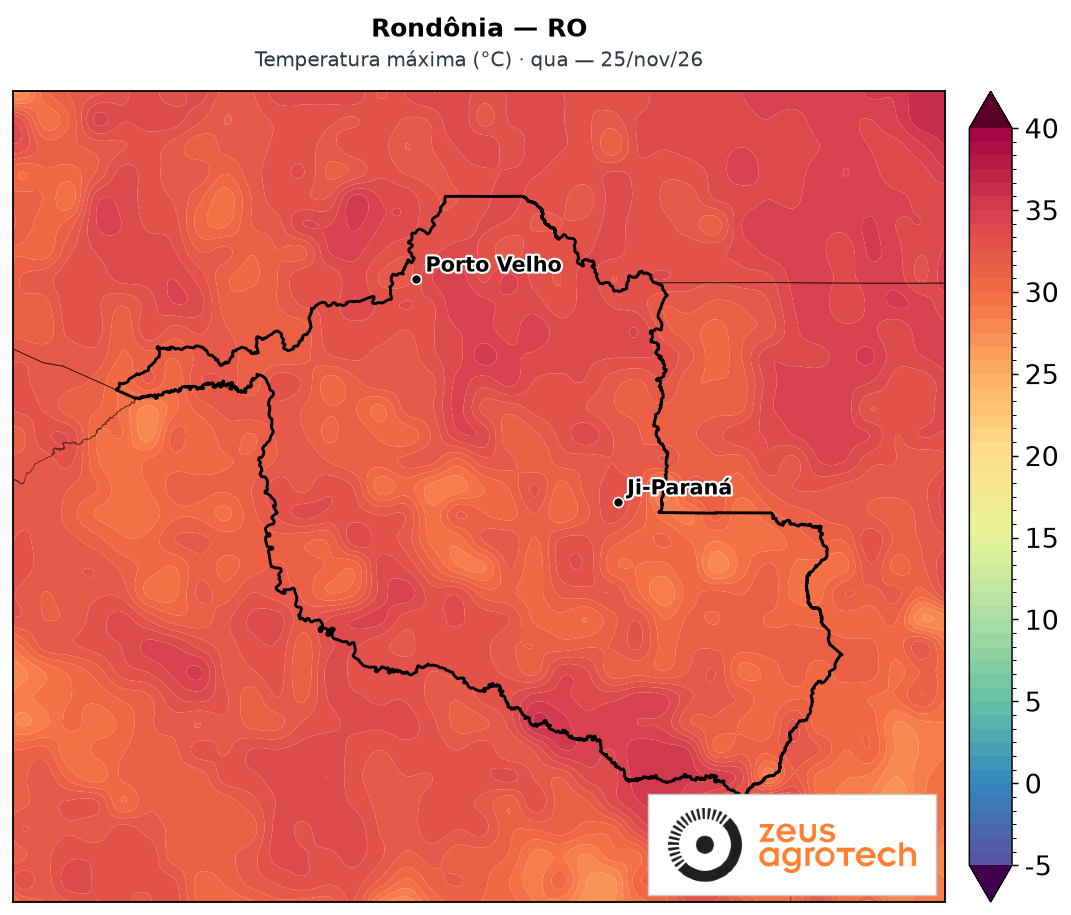 Rondônia — RO
Temperatura máxima (°C) · qua — 25/nov/26
Porto Velho
Ji-Paraná
40
35
30
25
20
15
10
5
0
-5
zeus
agrotech